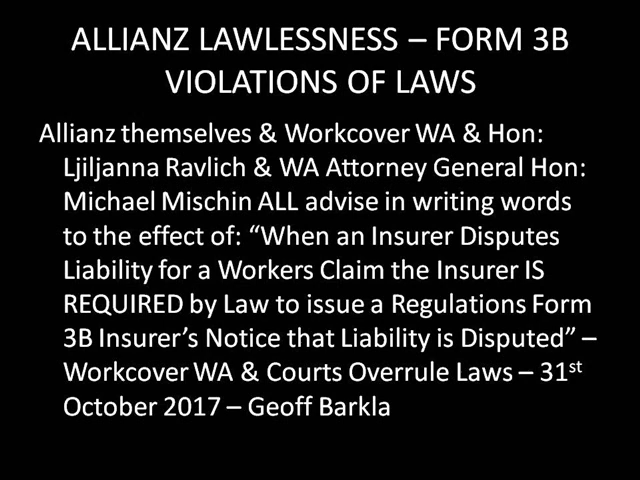 ALLIANZ LAWLESSNESS – FORM 3B
VIOLATIONS OF LAWS
Allianz themselves & Workcover WA & Hon:
Ljiljanna Ravlich & WA Attorney General Hon:
Michael Mischin ALL advise in writing words
to the effect of: “When an Insurer Disputes
Liability for a Workers Claim the Insurer IS
REQUIRED by Law to issue a Regulations Form
3B Insurer’s Notice that Liability is Disputed” –
Workcover WA & Courts Overrule Laws – 31st
October 2017 – Geoff Barkla